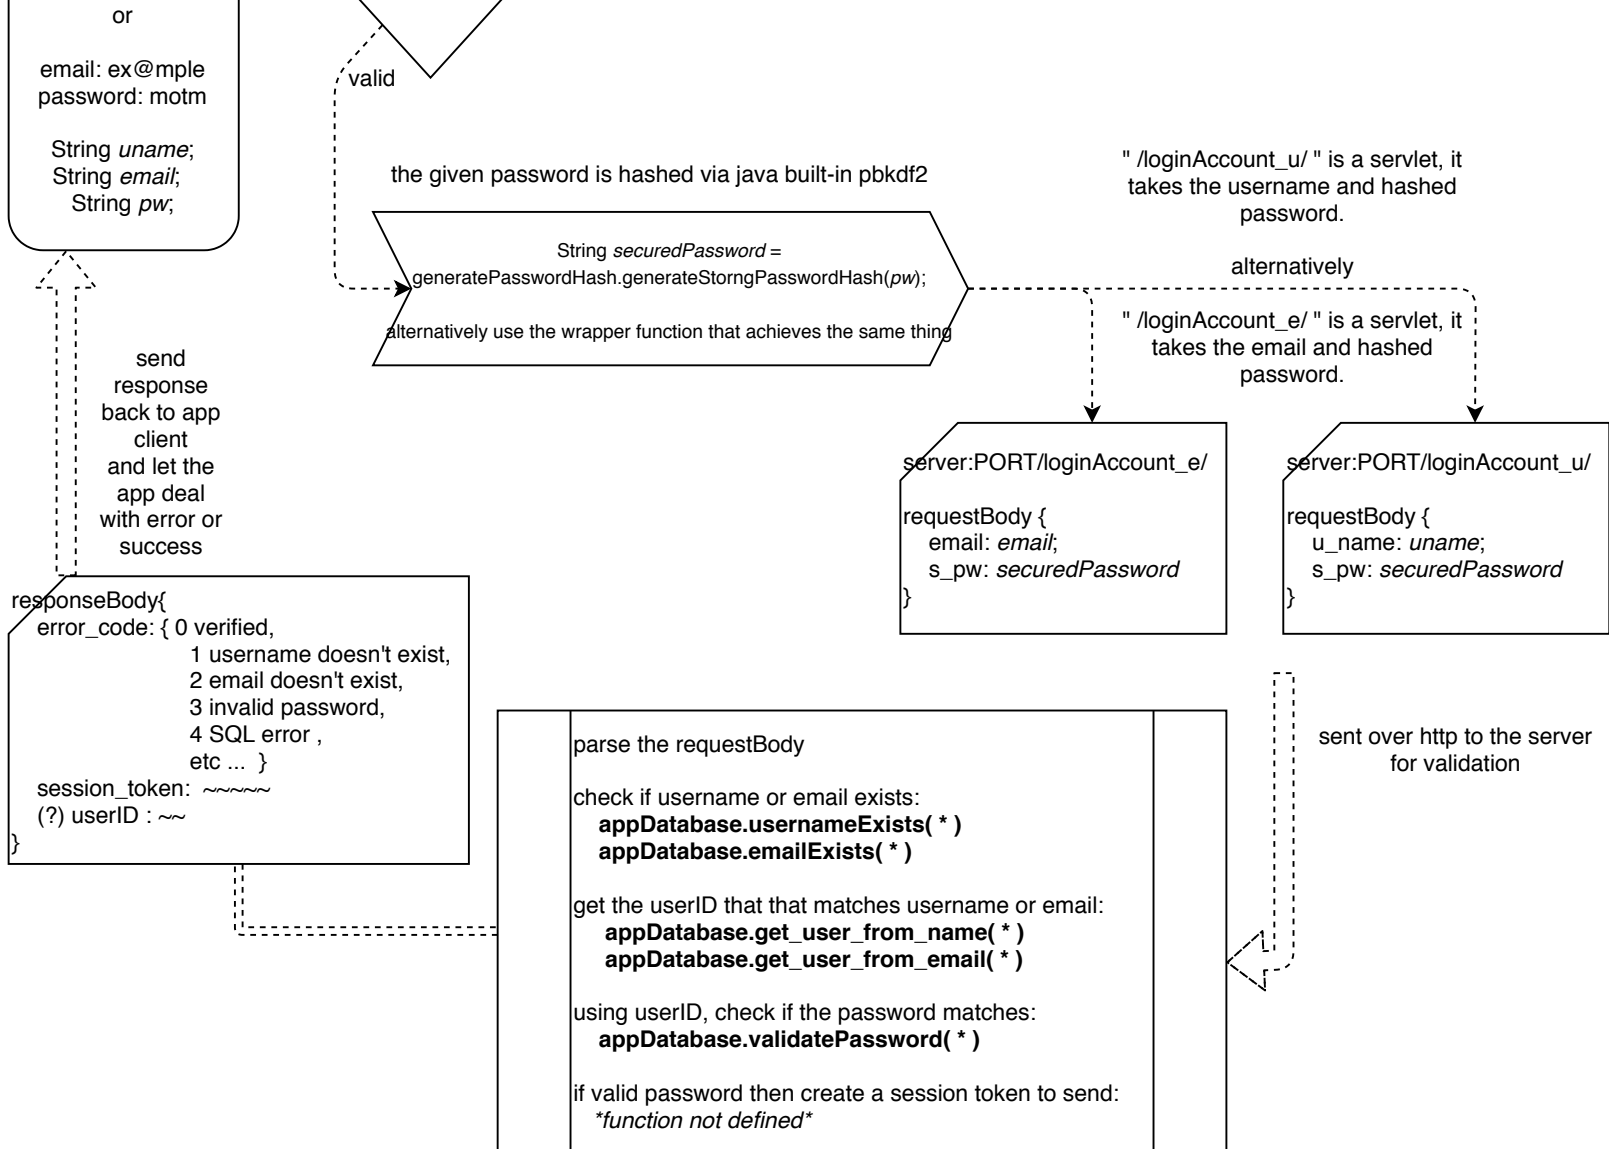 or
email: ex@mple
password: motm
String uname;
String email;
String pw;
valid
the given password is hashed via java built-in pbkdf2
String securedPassword =
generatePasswordHash.generateStorngPasswordHash(pw);
alternatively use the wrapper function that achieves the same thing
" /loginAccount_u/ " is a servlet, it
takes the username and hashed
password.
alternatively
" /loginAccount_e/ " is a servlet, it
takes the email and hashed
password.
server:PORT/loginAccount_e/
requestBody {
email: email;
s_pw: securedPassword
}
server:PORT/loginAccount_u/
requestBody {
u_name: uname;
s_pw: securedPassword
}
send
response
back to app
client
and let the
app deal
with error or
success
responseBody{
error_code: { 0 verified,
1 username doesn't exist,
2 email doesn't exist,
3 invalid password,
4 SQL error ,
etc ... }
session_token: ~~~~~
(?) userID : ~~
}
sent over http to the server
for validation
parse the requestBody
check if username or email exists:
appDatabase.usernameExists( * )
appDatabase.emailExists( * )
get the userID that that matches username or email:
appDatabase.get_user_from_name( * )
appDatabase.get_user_from_email( * )
using userID, check if the password matches:
appDatabase.validatePassword( * )
if valid password then create a session token to send:
*function not defined*